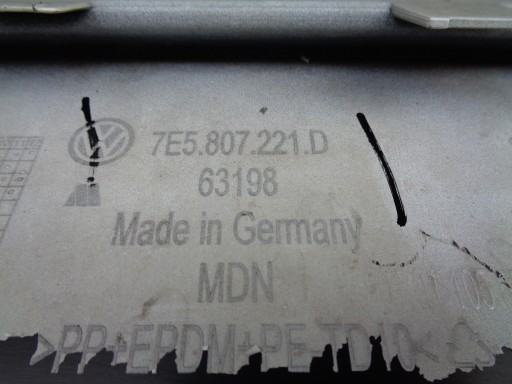 7E5.807.221.D
63198
Made in Germany
MDN
>PP+EPDM+PE-TD10<